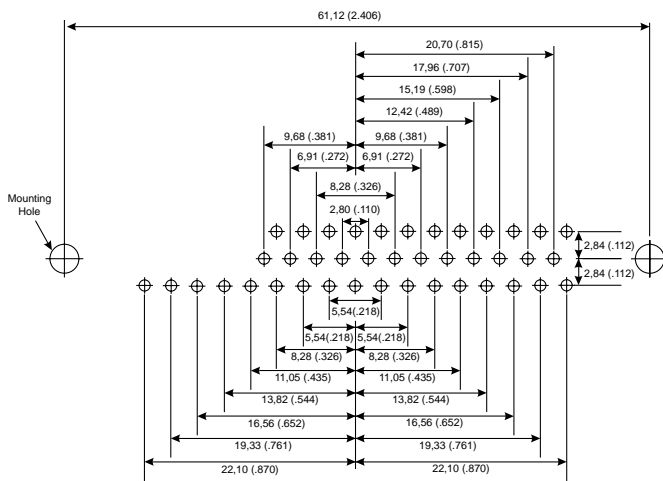 61,12 (2.406)
20,70 (.815)
17,96 (.707)
15,19 (.598)
12,42 (.489)
9,68 (.381) 9,68 (.381)
6,91 (.272) 6,91 (.272)
8,28 (.326)
2,80 (.110)
Mounting
Hole
2,84 (.112)
2,84 (.112)
5,54(.218)
5,54(.218) 5,54(.218)
8,28 (.326) 8,28 (.326)
11,05 (.435) 11,05 (.435)
13,82 (.544) 13,82 (.544)
16,56 (.652) 16,56 (.652)
19,33 (.761) 19,33 (.761)
22,10 (.870) 22,10 (.870)